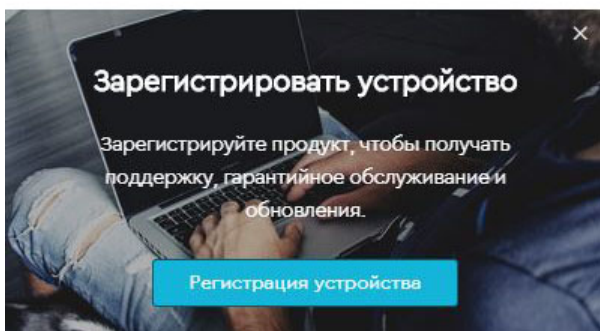 Зарегистрировать устройство
Зарегистрируйте продукт, чтобы получать
поддержку, гарантийное обслуживание и
обновления.
Регистрация устройства